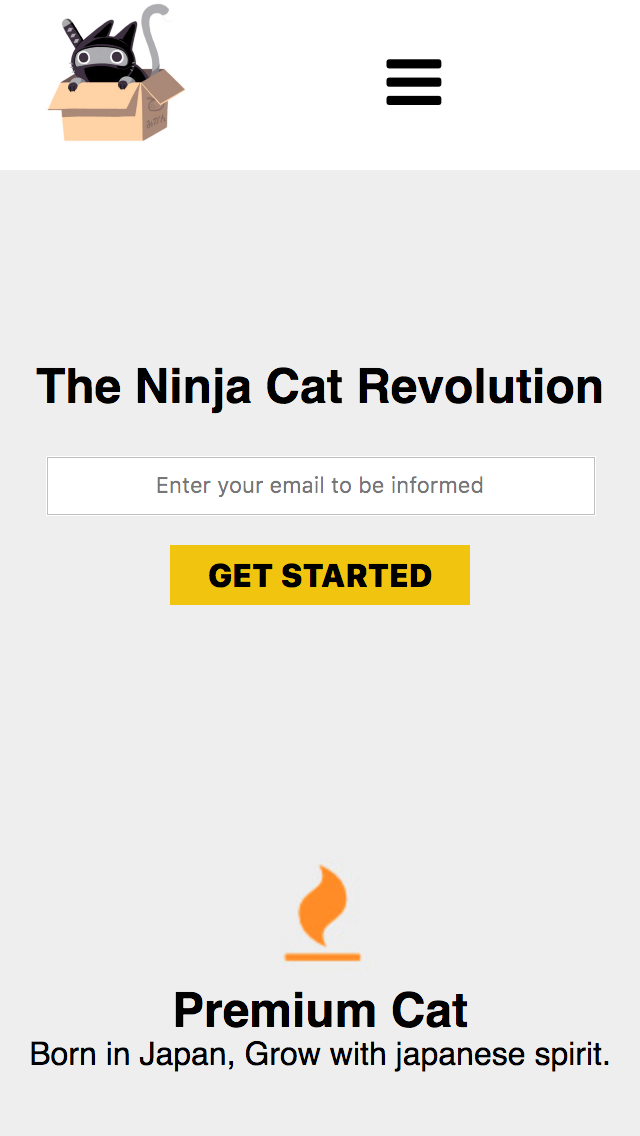 The Ninja Cat Revolution
Enter your email to be informed
GET STARTED
Premium Cat
Born in Japan, Grow with japanese spirit.